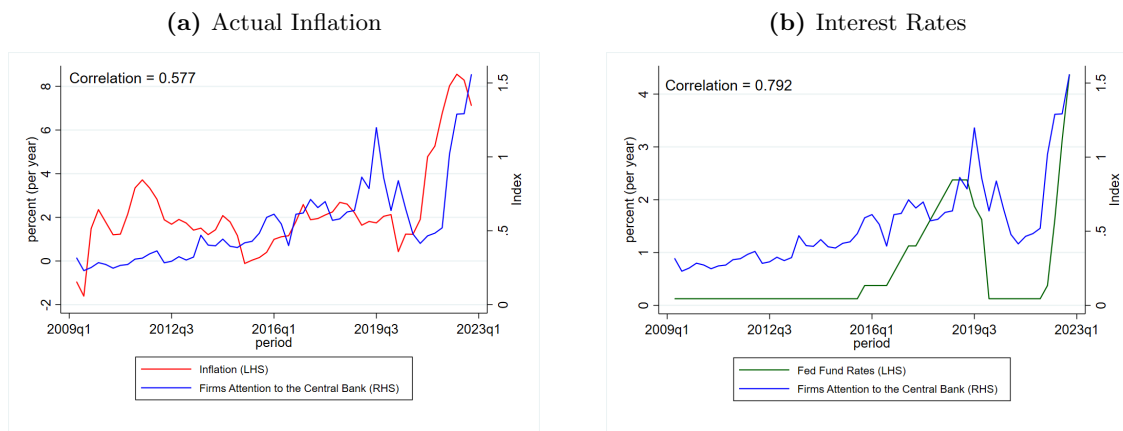 (a) Actual Inflation
Correlation = 0.577
percent (per year)
8
6
4
2
0
-2
Index
1.5
1
.5
0
2009q1 2012q3 2016q1 2019q3 2023q1
period
Inflation (LHS)
Firms Attention to the Central Bank (RHS)
(b) Interest Rates
Correlation = 0.792
percent (per year)
4
3
2
1
0
Index
1.5
1
.5
0
2009q1 2012q3 2016q1 2019q3 2023q1
period
Fed Fund Rates (LHS)
Firms Attention to the Central Bank (RHS)